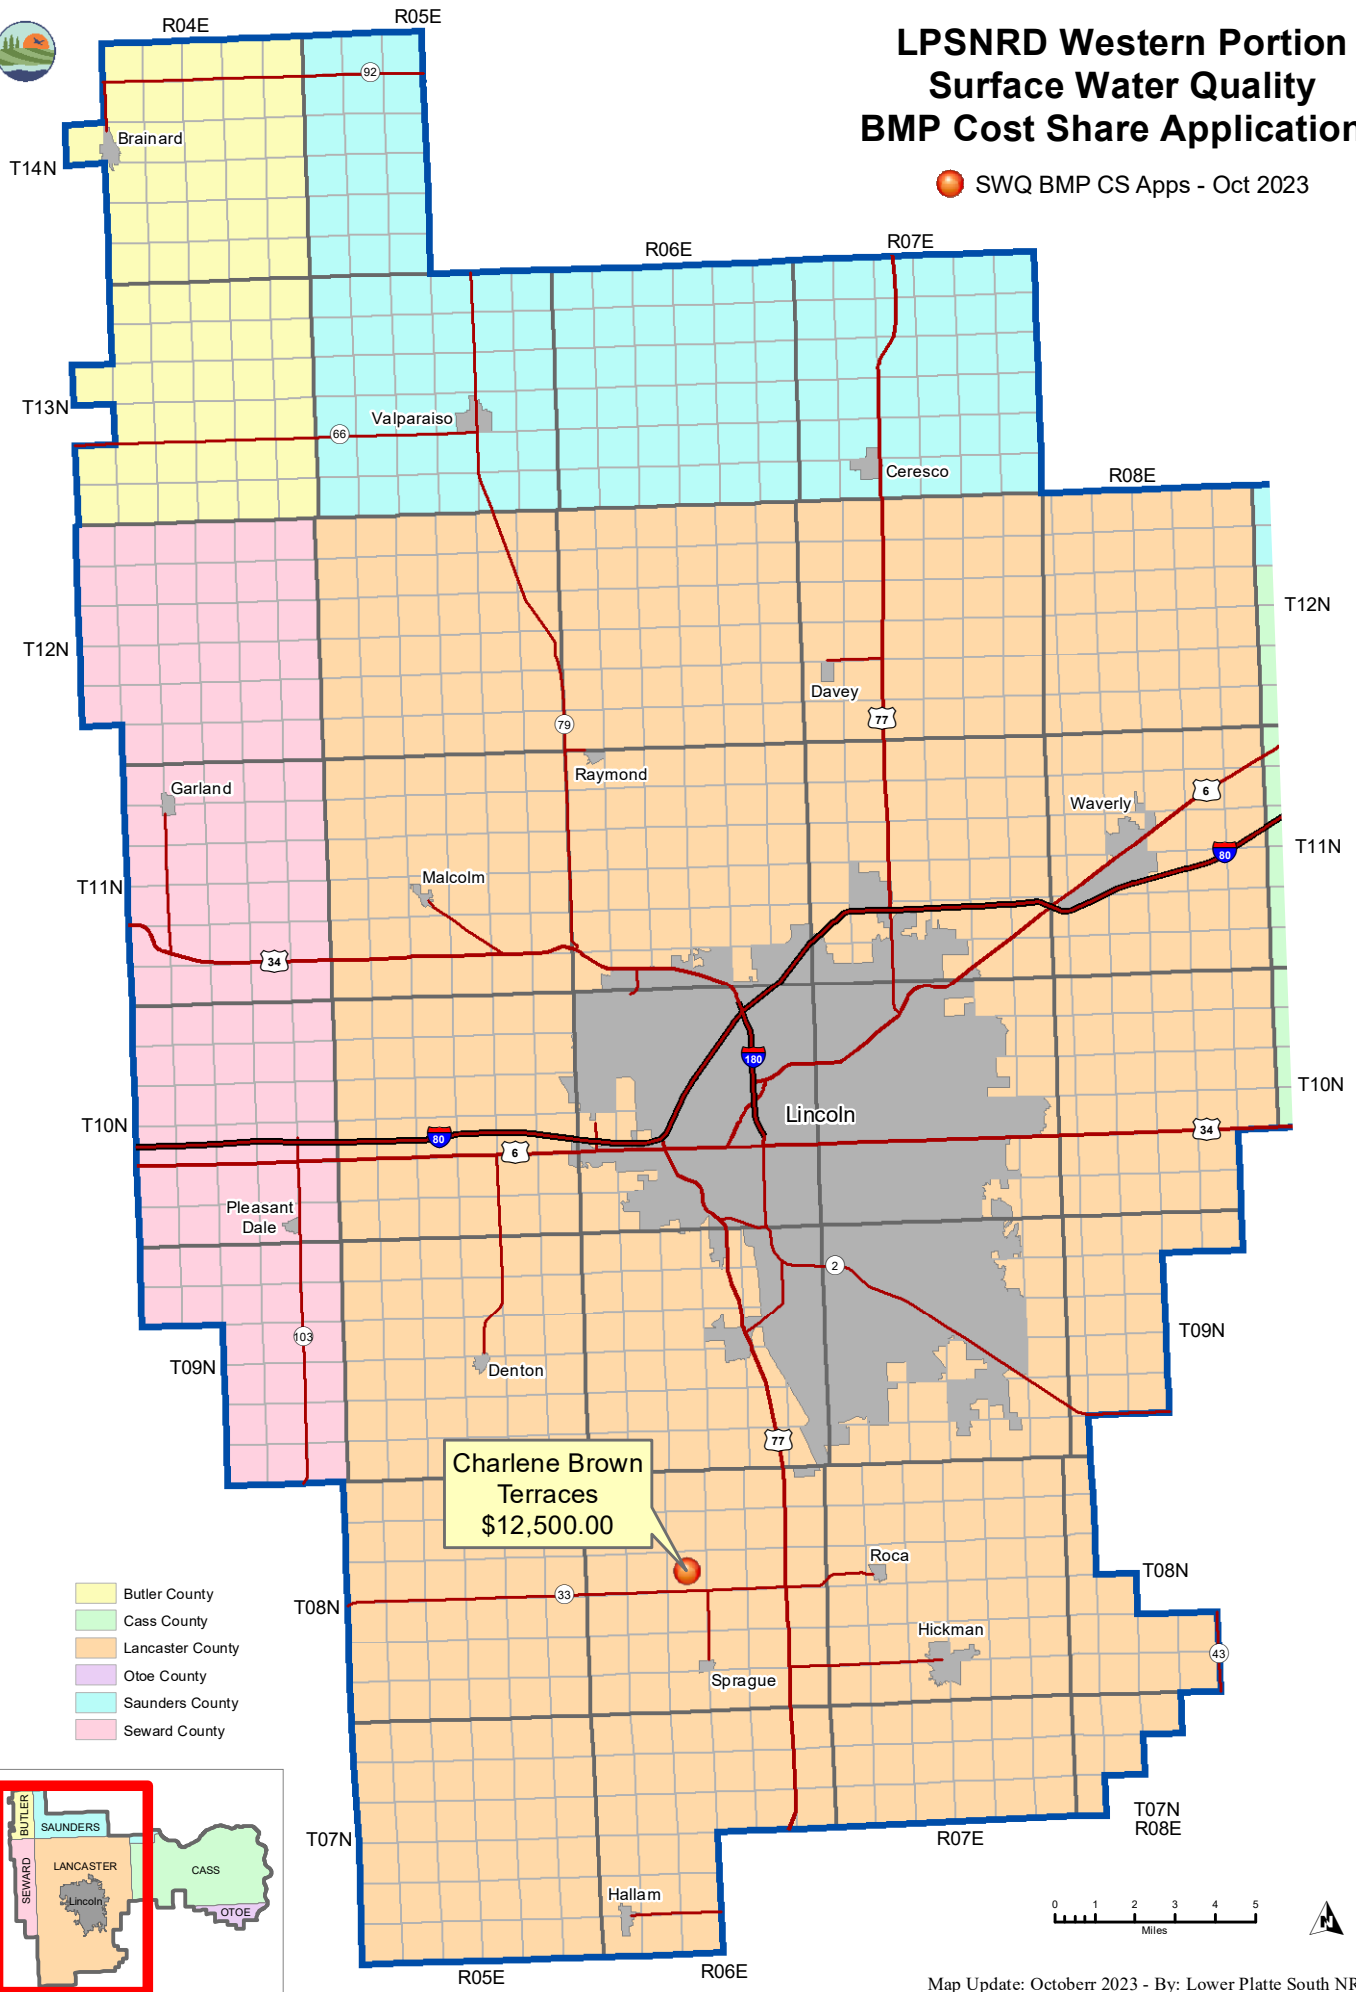 R04E
R05E
LPSNRD Western Portion
Surface Water Quality
BMP Cost Share Application
SWQ BMP CS Apps - Oct 2023
92
Brainard
T14N
R06E
R07E
T13N
Valparaiso
66
Ceresco
R08E
T12N
T12N
Davey
79
77
Raymond
Garland
6
Waverly
80
T11N
Malcolm
T11N
34
180
T10N
Lincoln
T10N
80
34
6
Pleasant
Dale
2
103
T09N
T09N
Denton
77
Charlene Brown
Terraces
$12,500.00
Roca
T08N
33
T08N
Butler County
Cass County
Lancaster County
Otoe County
Saunders County
Seward County
Hickman
43
Sprague
T07N
R08E
T07N
R07E
BUTLER
SAUNDERS
SEWARD
LANCASTER
CASS
Lincoln
OTOE
Hallam
0 1 2 3 4 5
Miles
N
R05E
R06E
Map Update: Octoberr 2023 - By: Lower Platte South NR